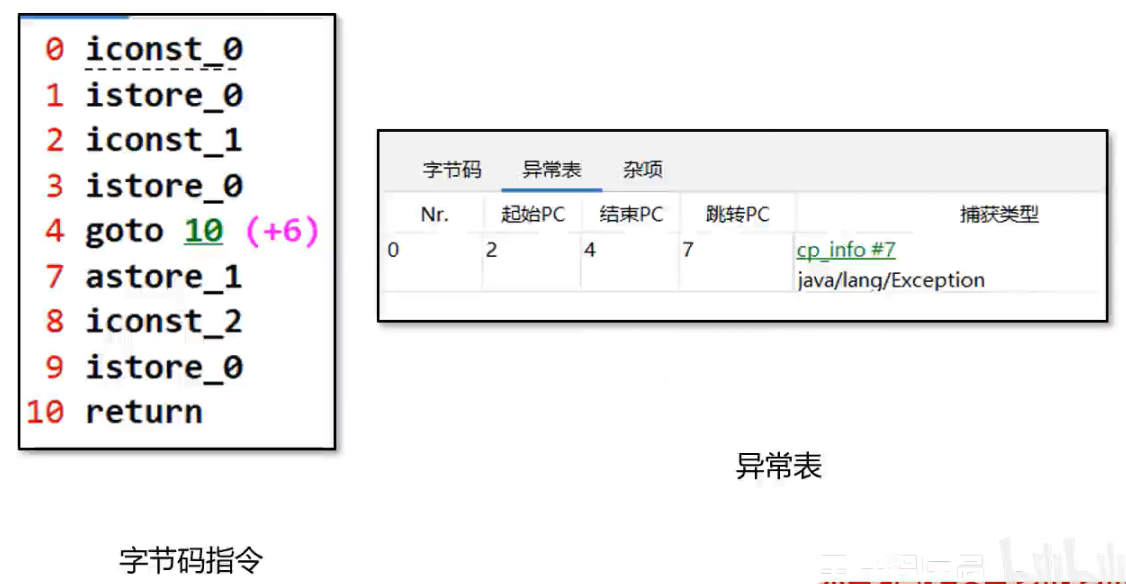 0 iconst_0
1 istore_0
2 iconst_1
3 istore_0
4 goto 10 (+6)
7 astore_1
8 iconst_2
9 istore_0
10 return
字节码指令
字节码 异常表 杂项
Nr. 起始PC 结束PC 跳转PC 捕获类型
0 2 4 7 cp_info #7
java/lang/Exception
异常表